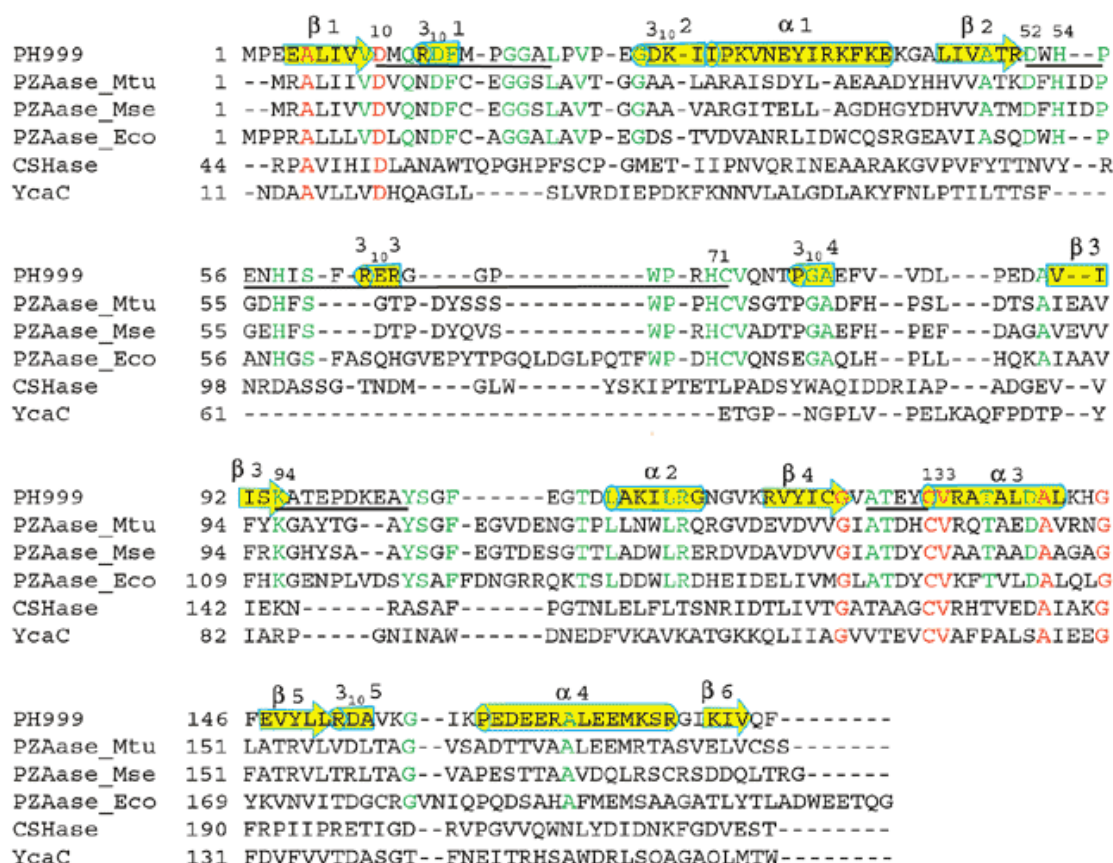 β1 10 3₁₀1 3₁₀2 α1 β2 52 54
PH999 1 MPEEALIVVDMQRDFM-PGGALPVP-EGDK-IIPKVNEYIRKFKEKGALIVATRDWH-P
PZAase_Mtu 1 --MRALIIVDVQNDFC-EGGSLAVT-GGAA-LARAISDYL-AEAADYHHVVATKDFHIDP
PZAase_Mse 1 --MRALIVVDVQNDFC-EGGSLAVT-GGAA-VARGITELL-AGDHGYDHVVATMDFHIDP
PZAase_Eco 1 MPPRALLLVDLQNDFC-AGGALAVP-EGDS-TVDVANRLIDWCQSRGEAVIASQDWH-P
CSHase 44 --RPAVIHIDLANAWTQPGHPFSCP-GMET-IIPNVQRINEAARAKGVPVFYTTNVY--R
YcaC 11 -NDAAVLLVDHQAGLL-----SLVRDIEPDKFKNNVLALGDLAKYFNLPTILTTSF----
3₁₀3 71 3₁₀4 β3
PH999 56 ENHIS-F-RERG----GP----------WP-RHCVQNTPGAEFV--VDL---PEDAV--I
PZAase_Mtu 55 GDHFS---GTP-DYSSS-----------WP-PHCVSGTPGADFH--PSL---DTSAIEAV
PZAase_Mse 55 GEHFS---DTP-DYQVS-----------WP-RHCVADTPGAEFH--PEF---DAGAVEVV
PZAase_Eco 56 ANHGS-FASQHGVEPYTPGQLDGLPQTFWP-DHCVQNSEGAQLH--PLL---HQKAIAAV
CSHase 98 NRDASSG-TNDM---GLW------YSKIPTETLPADSYWAQIDDRIAP---ADGEV--V
YcaC 61 --------------------------------ETGP--NGPLV--PELKAQFPDTP--Y
β3 94 α2 β4 133 α3
PH999 92 ISKATEPDKEAYSGF------EGTDLAKILRGNGVKRVYICGVATEYCVRATALDALKHG
PZAase_Mtu 94 FYKGAYTG-AYSGF-EGVDENGTPLLNWLRQRGVDEVDVVGIATDHCVRQTAEDAVRNG
PZAase_Mse 94 FRKGHYSA-AYSGF-EGTDESGTTLADWLRERDVDAVDVVGIATDYCVAATAADAAGAG
PZAase_Eco 109 FHKGENPLVDSYSAFFDNGRRQKTSLDDWLRDHEIDELIVMGLATDYCVKFTVLDALQLG
CSHase 142 IEKN------RASAF------PGTNLELFLTSNRIDTLIVTGATAAGCVRHTVEDAIAKG
YcaC 82 IARP------GNINAW-----DNEDFVKAVKATGKKQLIIAGVVTEVCVAFPALSAIEEG
β5 3₁₀5 α4 β6
PH999 146 FEVYLLRDAVKG--IKPEDEERALEEMKSRGIKIVQF-------
PZAase_Mtu 151 LATRVLVDLTAG--VSADTTVAALEEMRTASVELVCSS-------
PZAase_Mse 151 FATRVLTRLTAG--VAPESTTAAVDQLRSCRSDDQLTRG------
PZAase_Eco 169 YKVNVITDGCRGVNIQPQDSAHAFMEMSAAGATLYTLADWEETQG
CSHase 190 FRPIIPRETIGD--RVPGVVQWNLYDIDNKFGDVEST--------
YcaC 131 FDVFVVTDASGT--FNEITRHSAWDRLSQAGAQLMTW--------